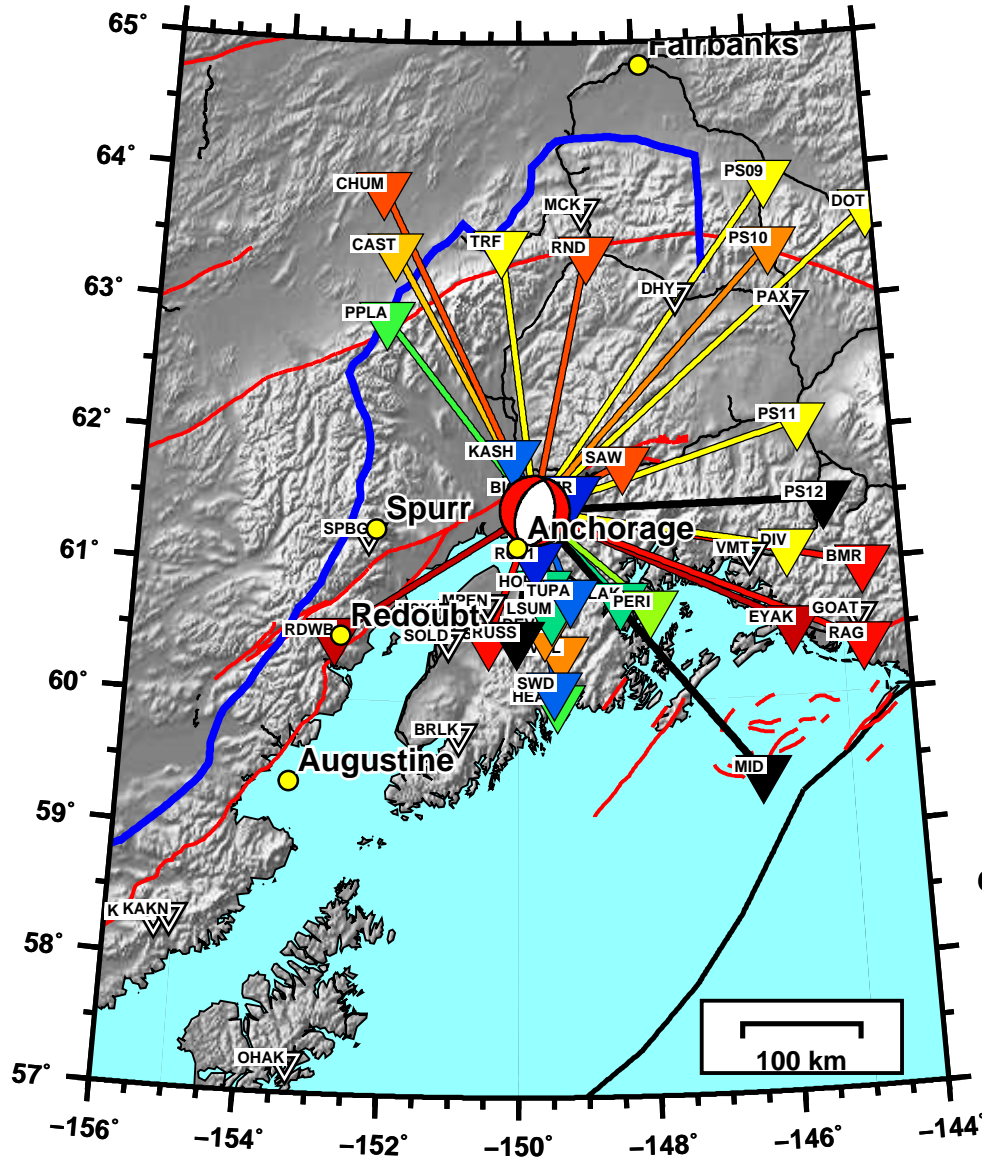 65˚
Fairbanks
64˚
PS09
CHUM
DOT
MCK
CAST
TRF
RND
PS10
63˚
DHY
PAX
PPLA
62˚
PS11
KASH
SAW
PS12
Spurr
SPBG
Anchorage
61˚
DIV
VMT
BMR
TUPA
LSUM
PERI
GOAT
EYAK
RAG
Redoubt
RDWB
SOLD
RUSS
60˚
SWD
BRLK
Augustine
MID
59˚
K
KAKN
58˚
OHAK
57˚
100 km
−156˚
−154˚
−152˚
−150˚
−148˚
−146˚
−144˚